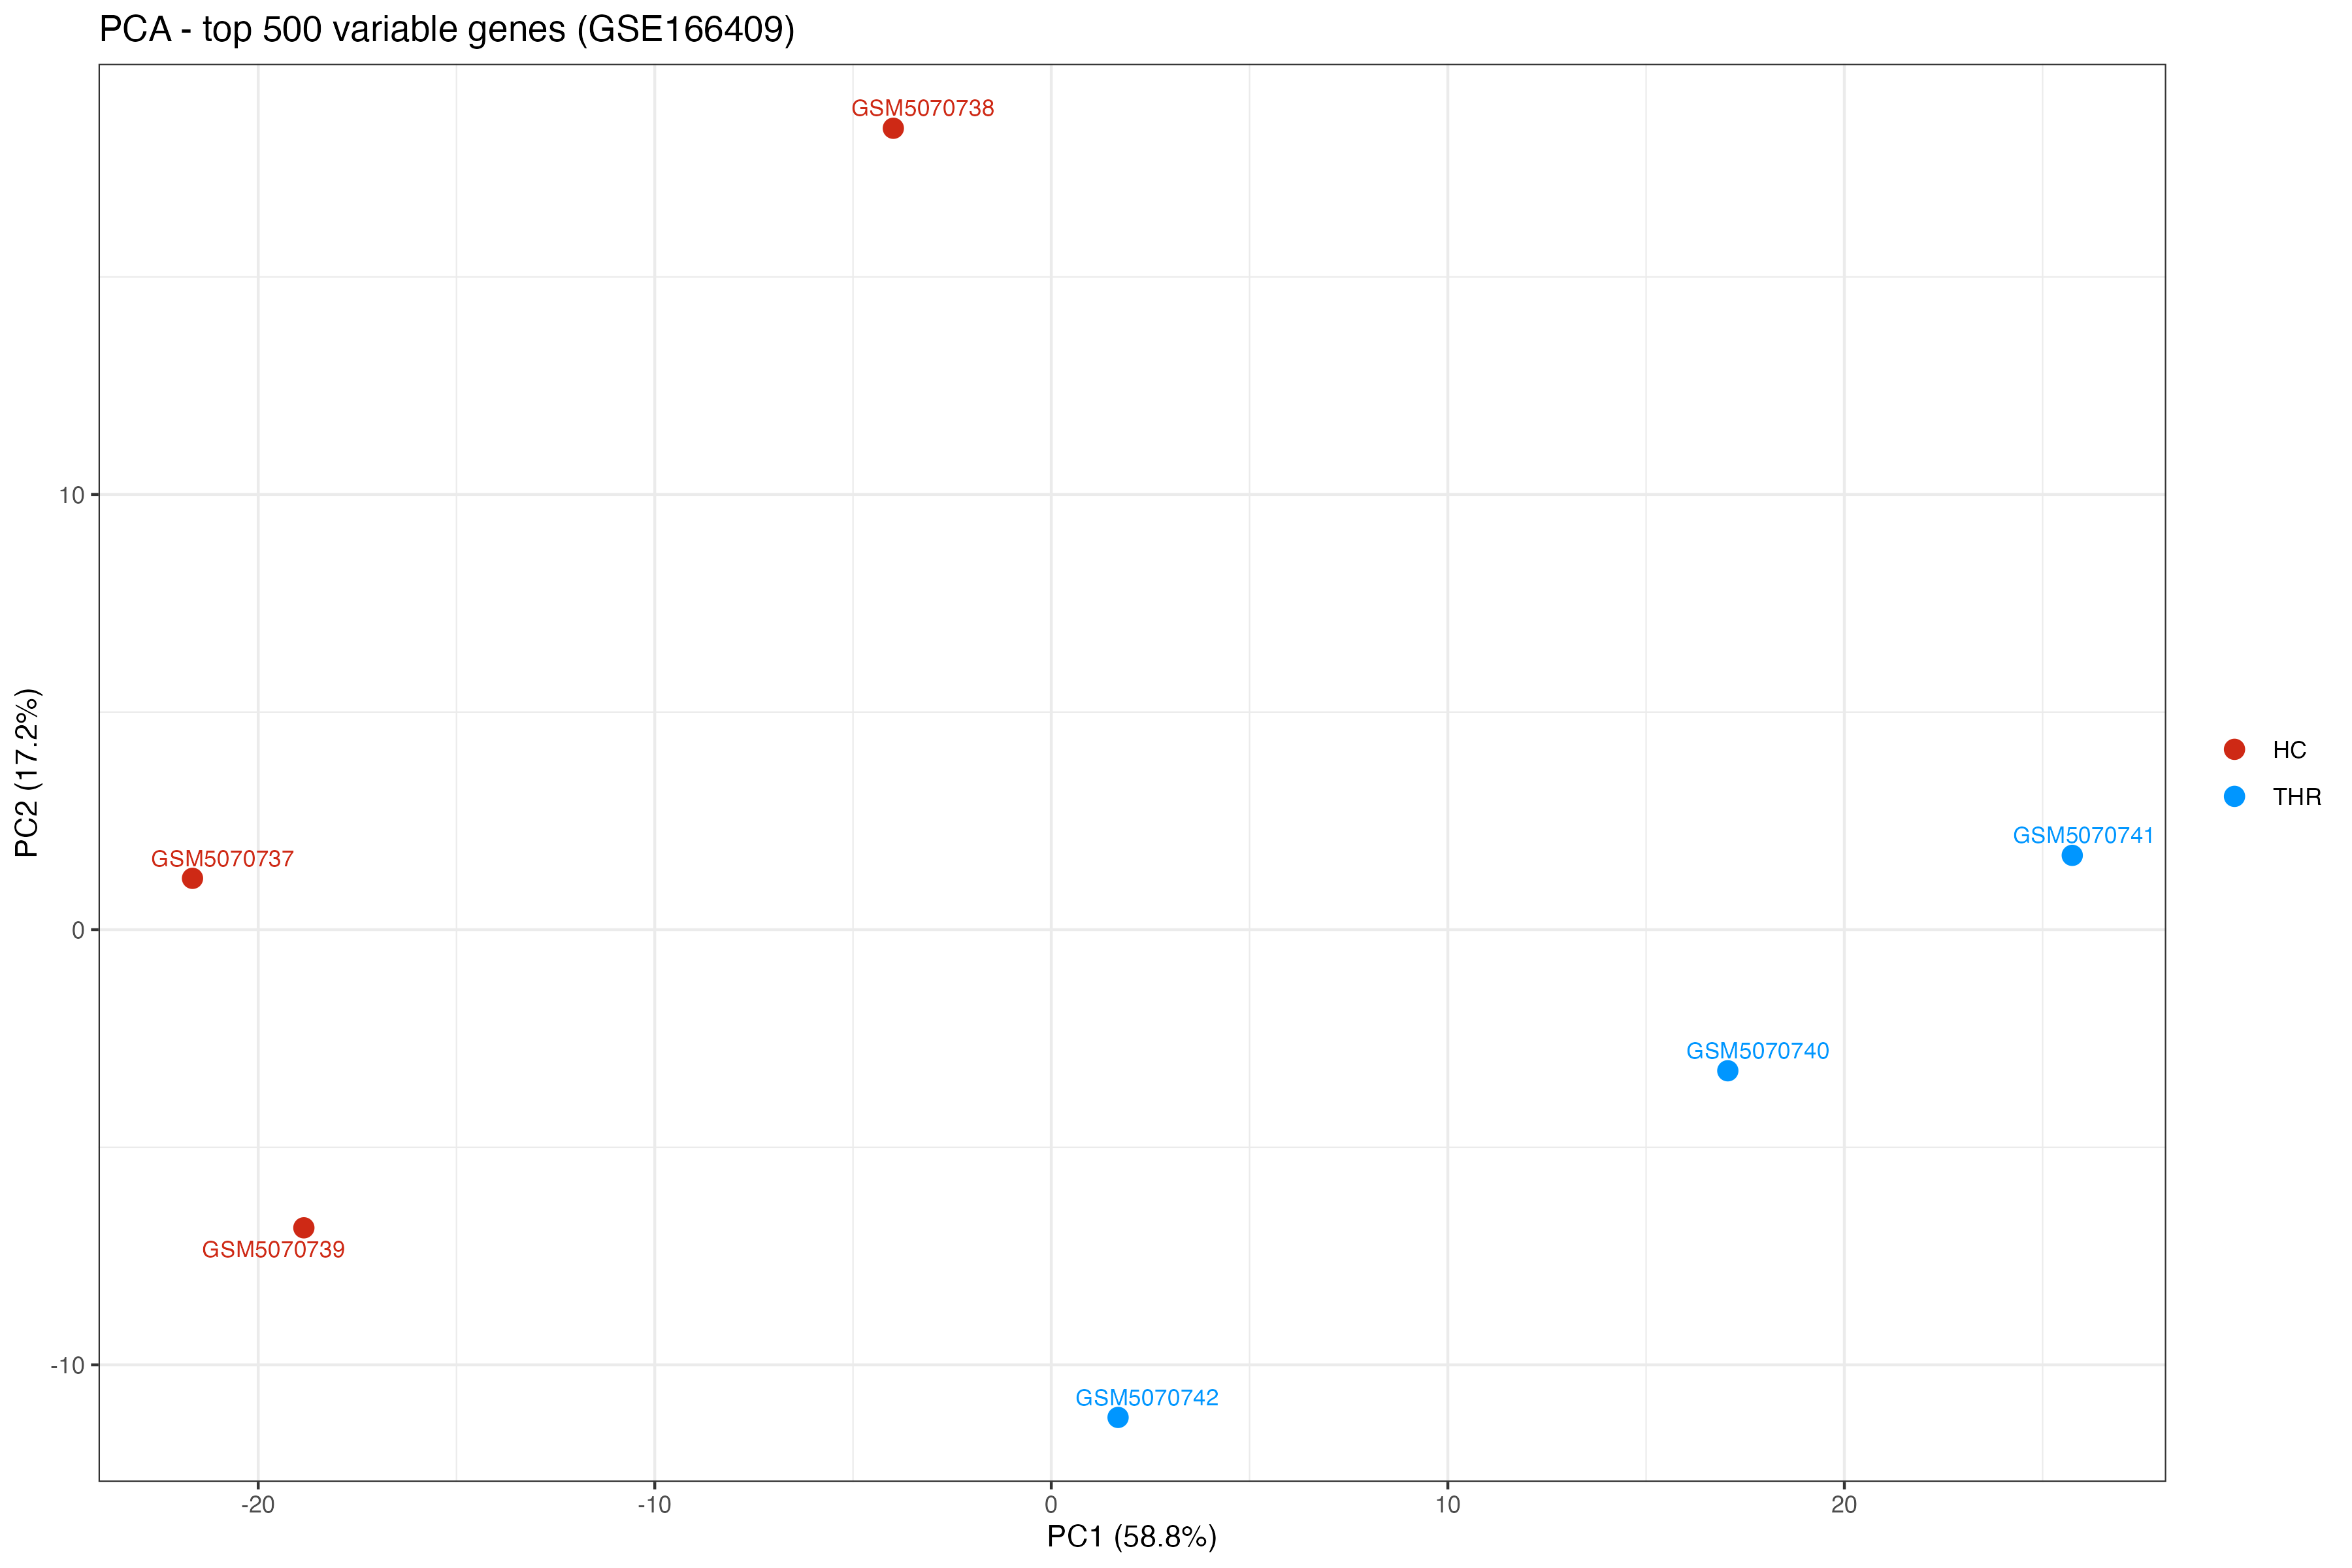 PCA - top 500 variable genes (GSE166409)
GSM5070738
10
PC2 (17.2%)
HC
THR
GSM5070741
GSM5070737
0
GSM5070740
GSM5070739
-10
GSM5070742
-20 -10 0 10 20
PC1 (58.8%)